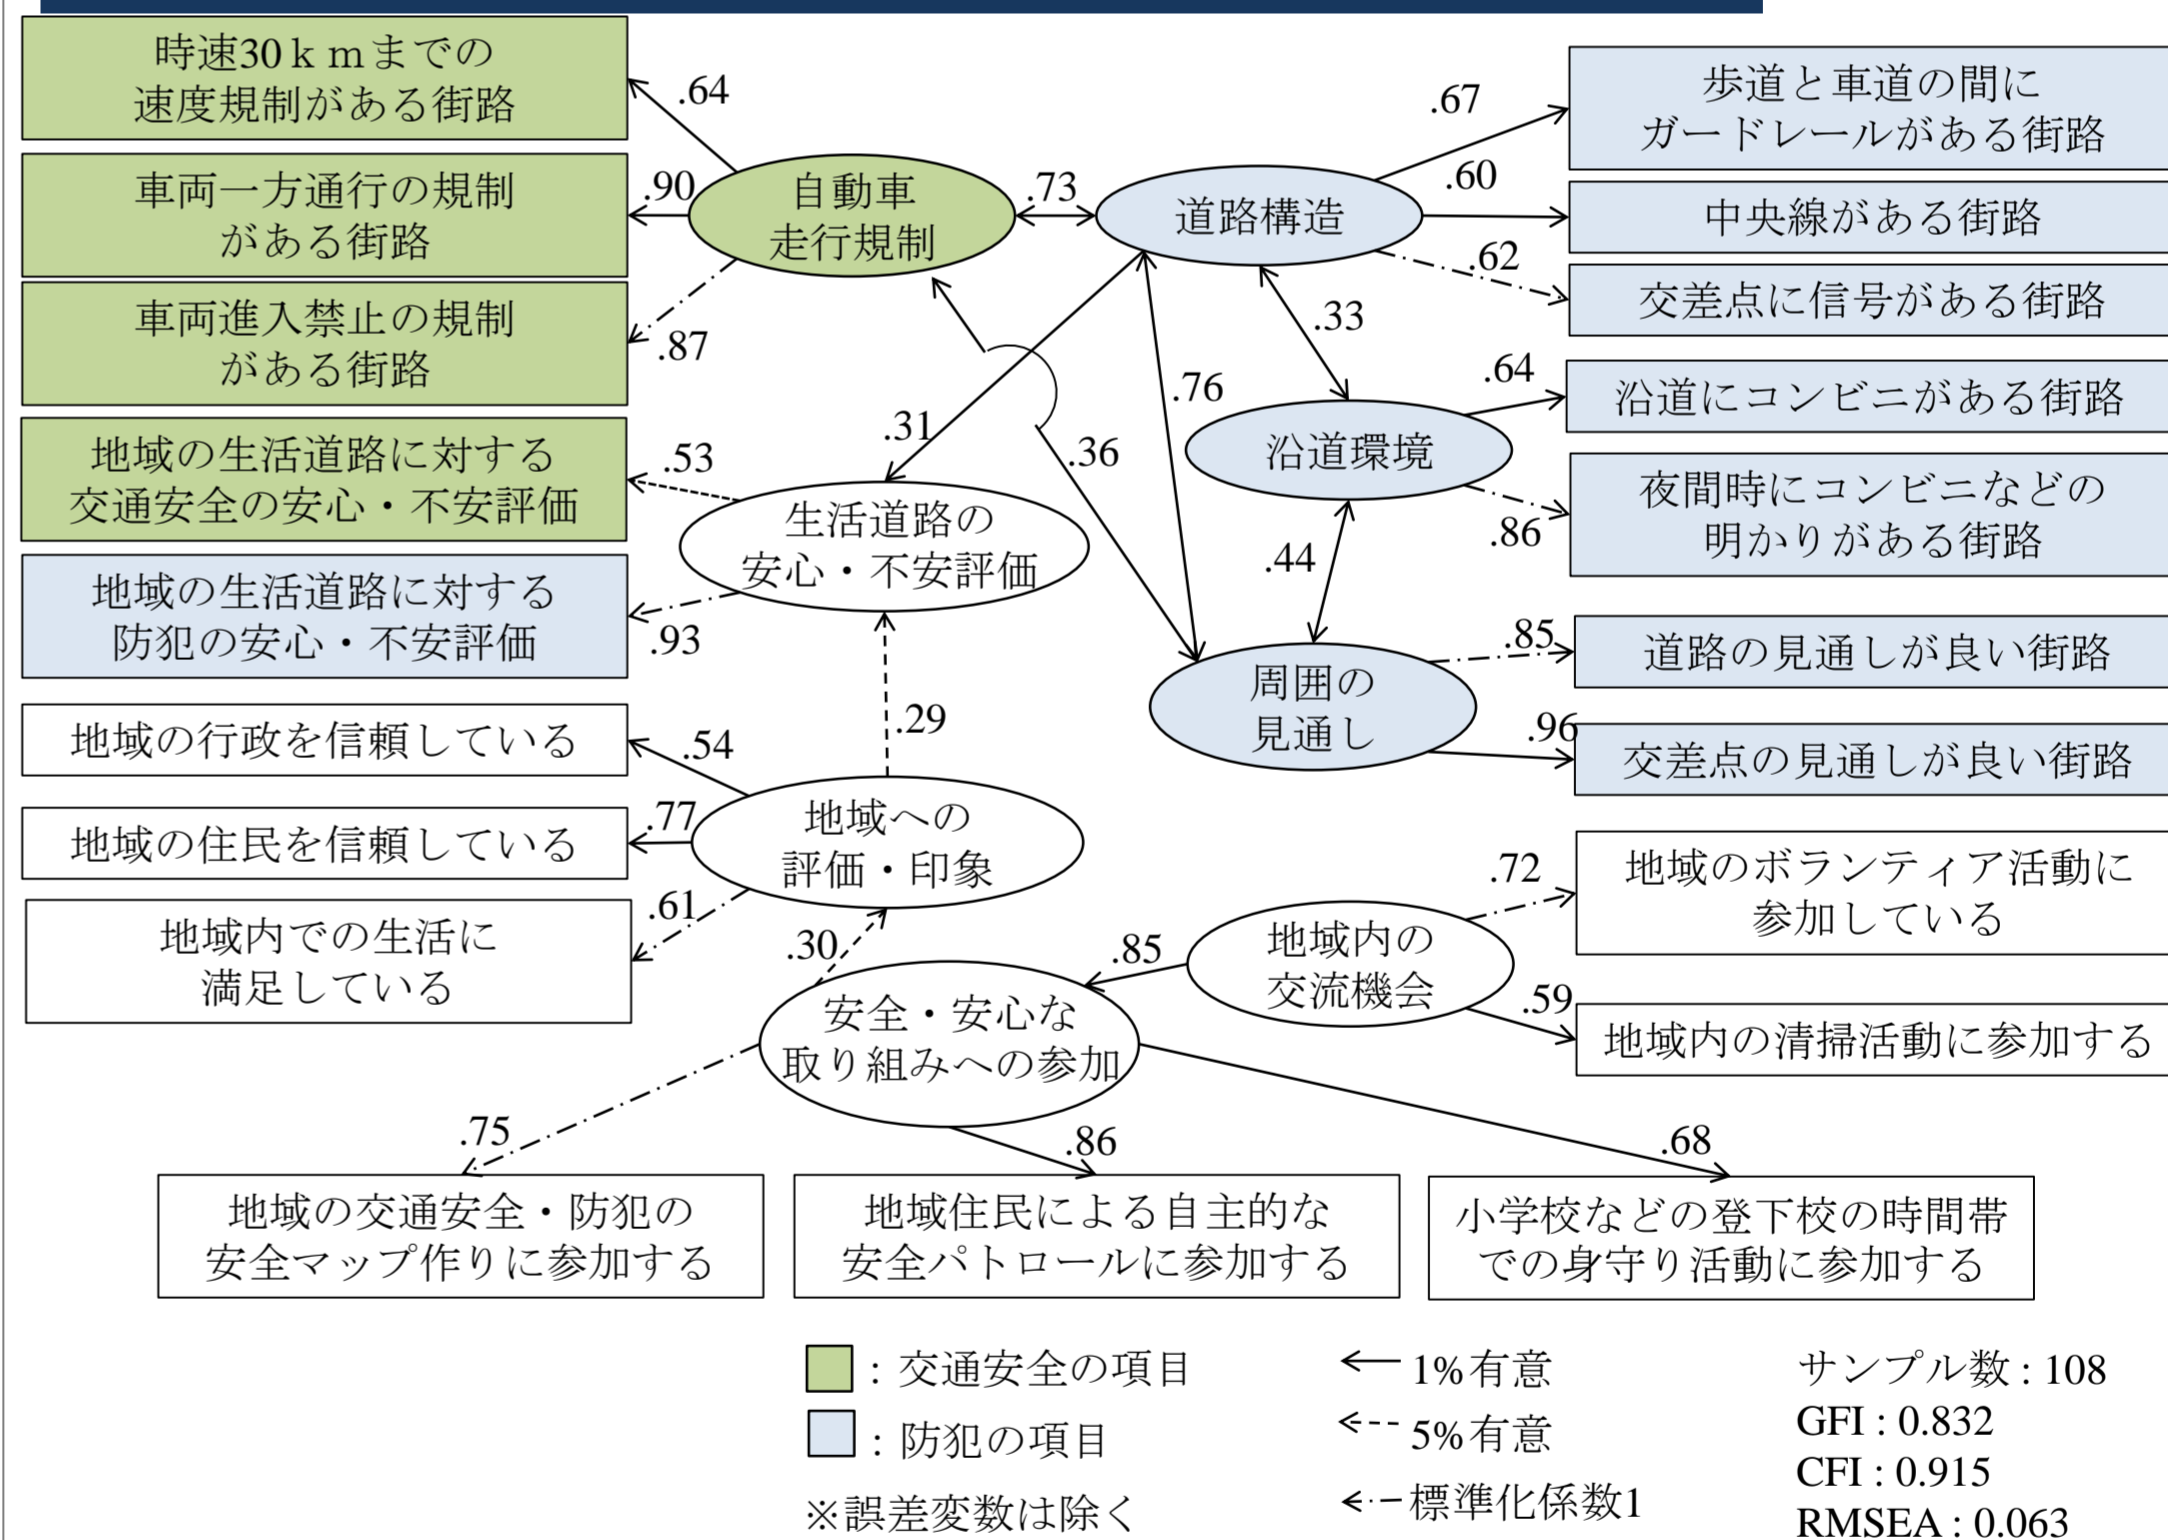 時速30ｋｍまでの
速度規制がある街路
.64
車両一方通行の規制
がある街路
.90
車両進入禁止の規制
がある街路
.87
自動車
走行規制
.73
道路構造
.67
歩道と車道の間に
ガードレールがある街路
.60
中央線がある街路
.62
交差点に信号がある街路
.33
.76
.31
.36
沿道環境
.64
沿道にコンビニがある街路
.86
夜間時にコンビニなどの
明かりがある街路
.44
地域の生活道路に対する
交通安全の安心・不安評価
.53
地域の生活道路に対する
防犯の安心・不安評価
.93
生活道路の
安心・不安評価
周囲の
見通し
.85
道路の見通しが良い街路
.96
交差点の見通しが良い街路
.29
地域の行政を信頼している
.54
地域の住民を信頼している
.77
地域内での生活に
満足している
.61
地域への
評価・印象
.30
地域内の
交流機会
.72
地域のボランティア活動に
参加している
.59
地域内の清掃活動に参加する
.85
安全・安心な
取り組みへの参加
.75
.86
.68
地域の交通安全・防犯の
安全マップ作りに参加する
地域住民による自主的な
安全パトロールに参加する
小学校などの登下校の時間帯
での身守り活動に参加する
：交通安全の項目
：防犯の項目
※誤差変数は除く
1%有意
5%有意
標準化係数1
サンプル数 : 108
GFI : 0.832
CFI : 0.915
RMSEA : 0.063